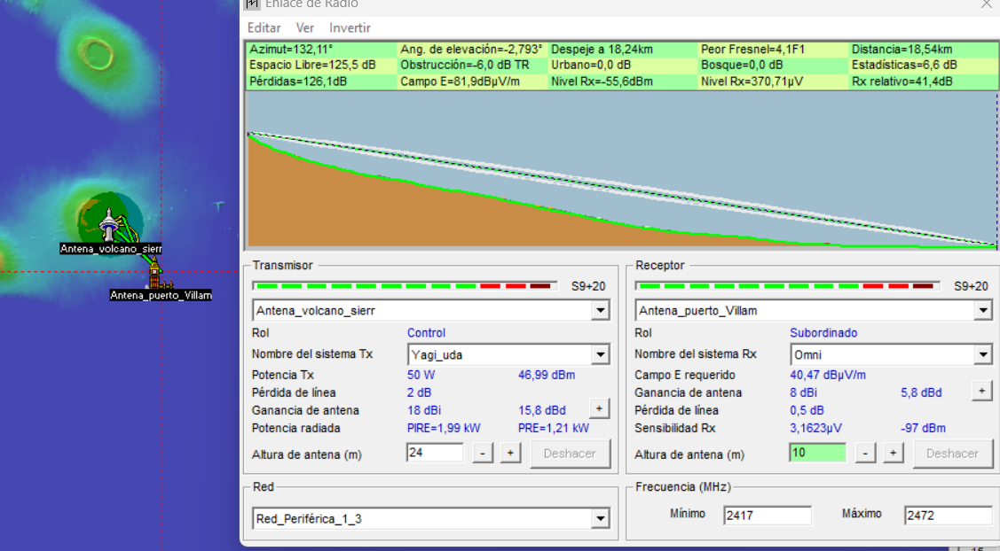 Enlace de Radio
Editar Ver Invertir
Azimut=132,11° Ang. de elevación=-2,793° Despeje a 18,24km Peor Fresnel=4,1F1 Distancia=18,54km
Espacio Libre=125,5 dB Obstrucción=-6,0 dB TR Urbano=0,0 dB Bosque=0,0 dB Estadísticas=6,6 dB
Pérdidas=126,1dB Campo E=81,9dBµV/m Nivel Rx=-55,6dBm Nivel Rx=370,71µV Rx relativo=41,4dB
Antena_volcano_sierr
Antena_puerto_Villam
Transmisor
S9+20
Antena_volcano_sierr
Rol Control
Nombre del sistema Tx Yagi_uda
Potencia Tx 50 W 46,99 dBm
Pérdida de línea 2 dB
Ganancia de antena 18 dBi 15,8 dBd +
Potencia radiada PIRE=1,99 kW PRE=1,21 kW
Altura de antena (m) 24 - + Deshacer
Red
Red_Periférica_1_3
Receptor
S9+20
Antena_puerto_Villam
Rol Subordinado
Nombre del sistema Rx Omni
Campo E requerido 40,47 dBµV/m
Ganancia de antena 8 dBi 5,8 dBd +
Pérdida de línea 0,5 dB
Sensibilidad Rx 3,1623µV -97 dBm
Altura de antena (m) 10 - + Deshacer
Frecuencia (MHz)
Mínimo 2417 Máximo 2472